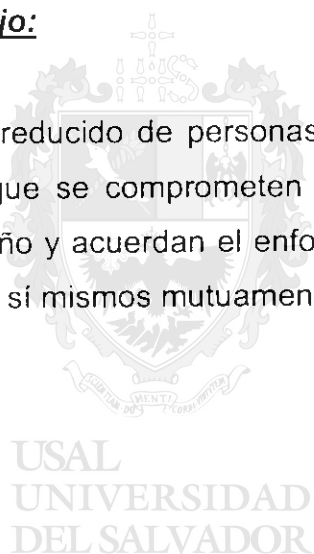 jo:
reducido de personas
que se comprometen
ño y acuerdan el enfo
sí mismos mutuamen
USAL
UNIVERSIDAD
DEL SALVADOR